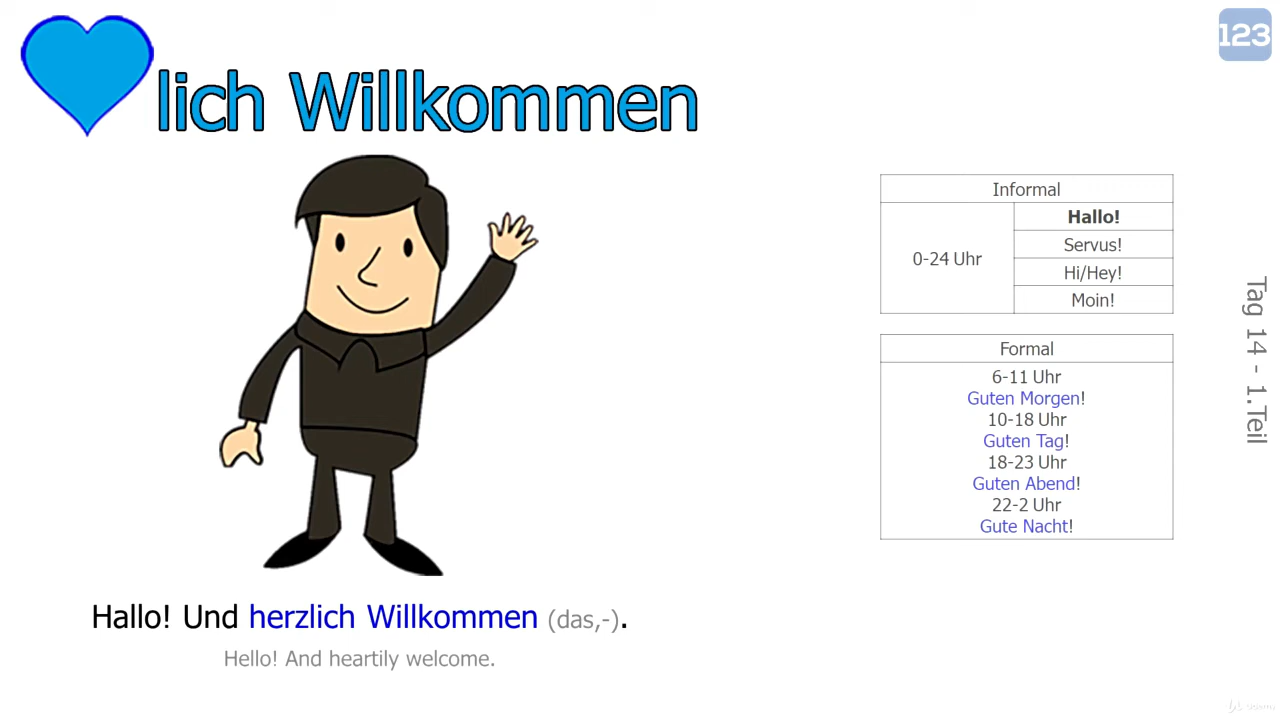 123
lich Willkommen
Informal
0-24 Uhr
Hallo!
Servus!
Hi/Hey!
Moin!
Formal
6-11 Uhr
Guten Morgen!
10-18 Uhr
Guten Tag!
18-23 Uhr
Guten Abend!
22-2 Uhr
Gute Nacht!
Tag 14 - 1.Teil
Hallo! Und herzlich Willkommen (das,-).
Hello! And heartily welcome.